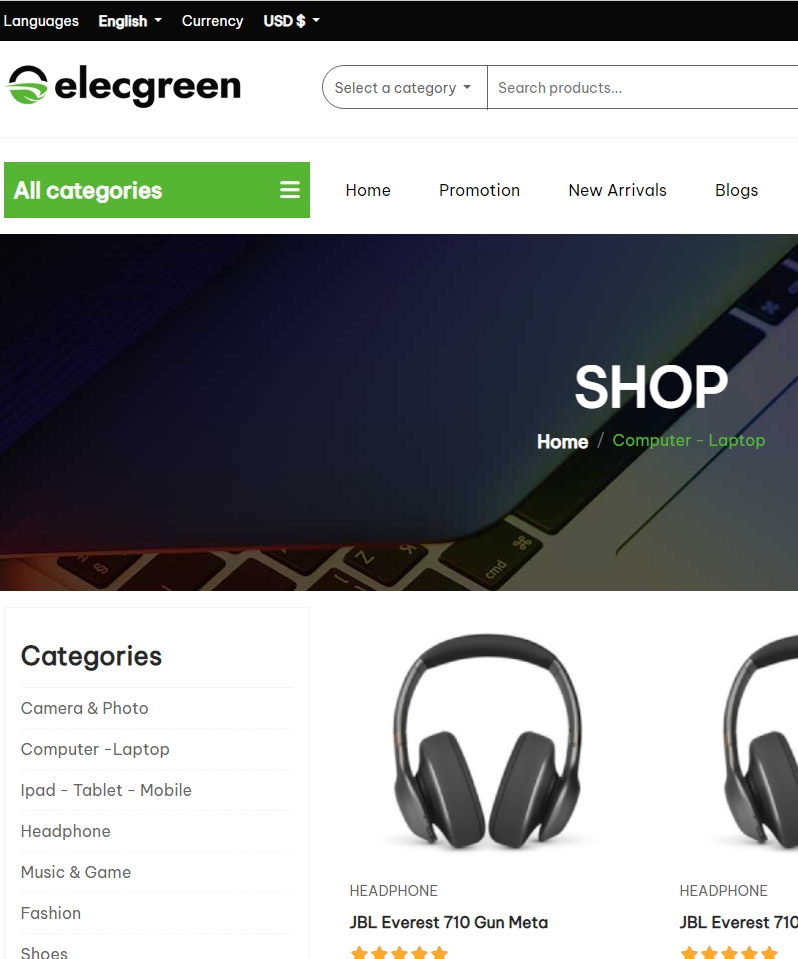 Languages English Currency USD $
elecgreen
Select a category Search products...
All categories Home Promotion New Arrivals Blogs
SHOP
Home / Computer - Laptop
cmd
Categories
Camera & Photo
Computer -Laptop
Ipad - Tablet - Mobile
Headphone
Music & Game
Fashion
Shoes
HEADPHONE HEADPHONE
JBL Everest 710 Gun Meta JBL Everest 710